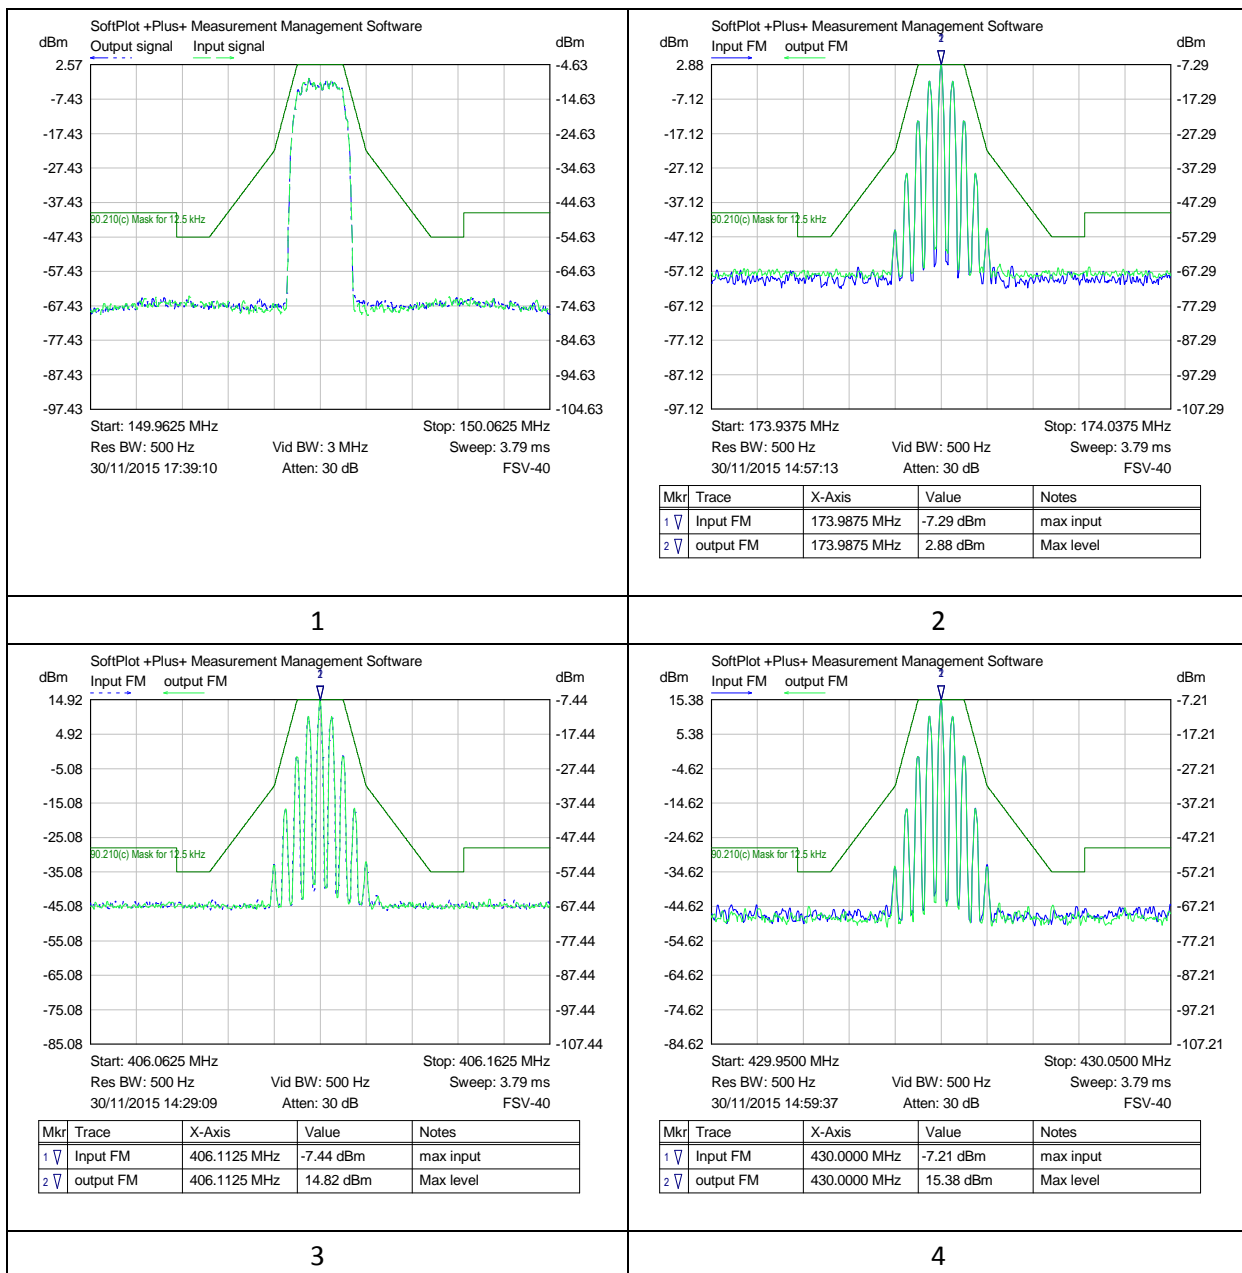 SoftPlot +Plus+ Measurement Management Software
dBm Output signal Input signal dBm
2.57 -4.63
-7.43 -14.63
-17.43 -24.63
-27.43 -34.63
-37.43 -44.63
90.210(c) Mask for 12.5 kHz
-47.43 -54.63
-57.43 -64.63
-67.43 -74.63
-77.43 -84.63
-87.43 -94.63
-97.43 -104.63
Start: 149.9625 MHz Stop: 150.0625 MHz
Res BW: 500 Hz Vid BW: 3 MHz Sweep: 3.79 ms
30/11/2015 17:39:10 Atten: 30 dB FSV-40
1
SoftPlot +Plus+ Measurement Management Software
dBm Input FM output FM 2 dBm
2.88 -7.29
-7.12 -17.29
-17.12 -27.29
-27.12 -37.29
-37.12 -47.29
90.210(c) Mask for 12.5 kHz
-47.12 -57.29
-57.12 -67.29
-67.12 -77.29
-77.12 -87.29
-87.12 -97.29
-97.12 -107.29
Start: 173.9375 MHz Stop: 174.0375 MHz
Res BW: 500 Hz Vid BW: 500 Hz Sweep: 3.79 ms
30/11/2015 14:57:13 Atten: 30 dB FSV-40
Mkr Trace X-Axis Value Notes
1 Input FM 173.9875 MHz -7.29 dBm max input
2 output FM 173.9875 MHz 2.88 dBm Max level
2
SoftPlot +Plus+ Measurement Management Software
dBm Input FM output FM 2 dBm
14.92 -7.44
4.92 -17.44
-5.08 -27.44
-15.08 -37.44
-25.08 -47.44
90.210(c) Mask for 12.5 kHz
-35.08 -57.44
-45.08 -67.44
-55.08 -77.44
-65.08 -87.44
-75.08 -97.44
-85.08 -107.44
Start: 406.0625 MHz Stop: 406.1625 MHz
Res BW: 500 Hz Vid BW: 500 Hz Sweep: 3.79 ms
30/11/2015 14:29:09 Atten: 30 dB FSV-40
Mkr Trace X-Axis Value Notes
1 Input FM 406.1125 MHz -7.44 dBm max input
2 output FM 406.1125 MHz 14.82 dBm Max level
3
SoftPlot +Plus+ Measurement Management Software
dBm Input FM output FM 2 dBm
15.38 -7.21
5.38 -17.21
-4.62 -27.21
-14.62 -37.21
-24.62 -47.21
90.210(c) Mask for 12.5 kHz
-34.62 -57.21
-44.62 -67.21
-54.62 -77.21
-64.62 -87.21
-74.62 -97.21
-84.62 -107.21
Start: 429.9500 MHz Stop: 430.0500 MHz
Res BW: 500 Hz Vid BW: 500 Hz Sweep: 3.79 ms
30/11/2015 14:59:37 Atten: 30 dB FSV-40
Mkr Trace X-Axis Value Notes
1 Input FM 430.0000 MHz -7.21 dBm max input
2 output FM 430.0000 MHz 15.38 dBm Max level
4